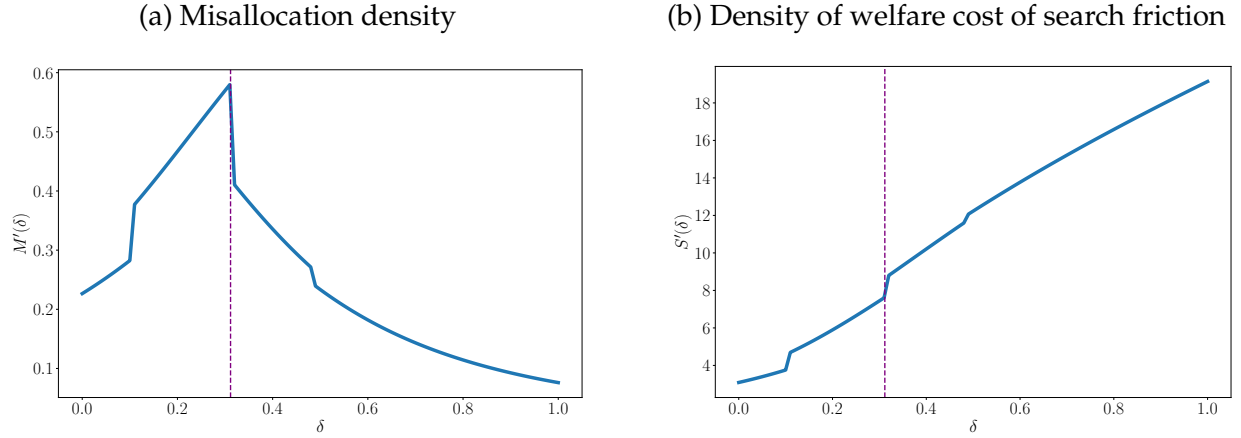 (a) Misallocation density
0.6
0.5
0.4
0.3
0.2
0.1
M′(δ)
0.0 0.2 0.4 0.6 0.8 1.0
δ
(b) Density of welfare cost of search friction
18
16
14
12
10
8
6
4
S′(δ)
0.0 0.2 0.4 0.6 0.8 1.0
δ